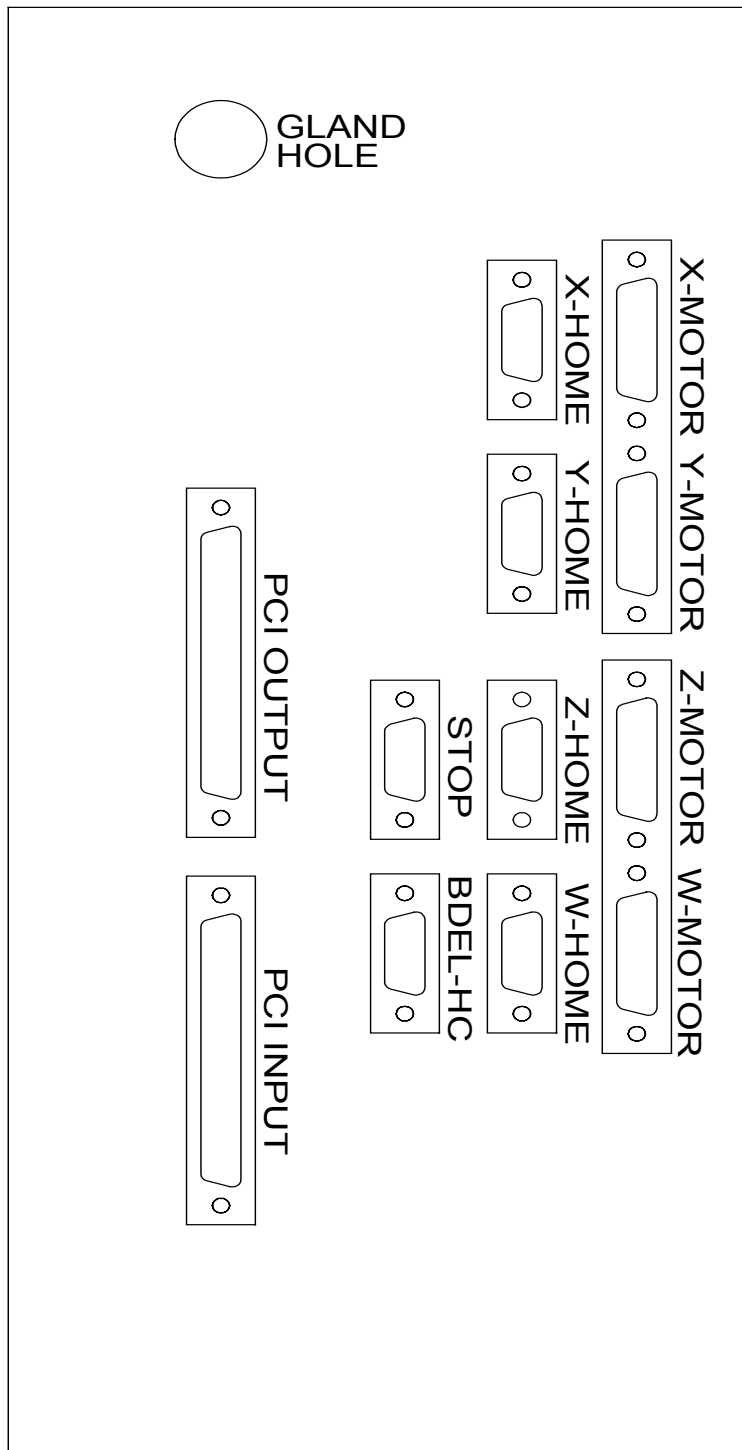 GLAND
HOLE
X-MOTOR
X-HOME
Y-MOTOR
Y-HOME
PCI OUTPUT
Z-MOTOR
Z-HOME
STOP
W-MOTOR
W-HOME
BDEL-HC
PCI INPUT